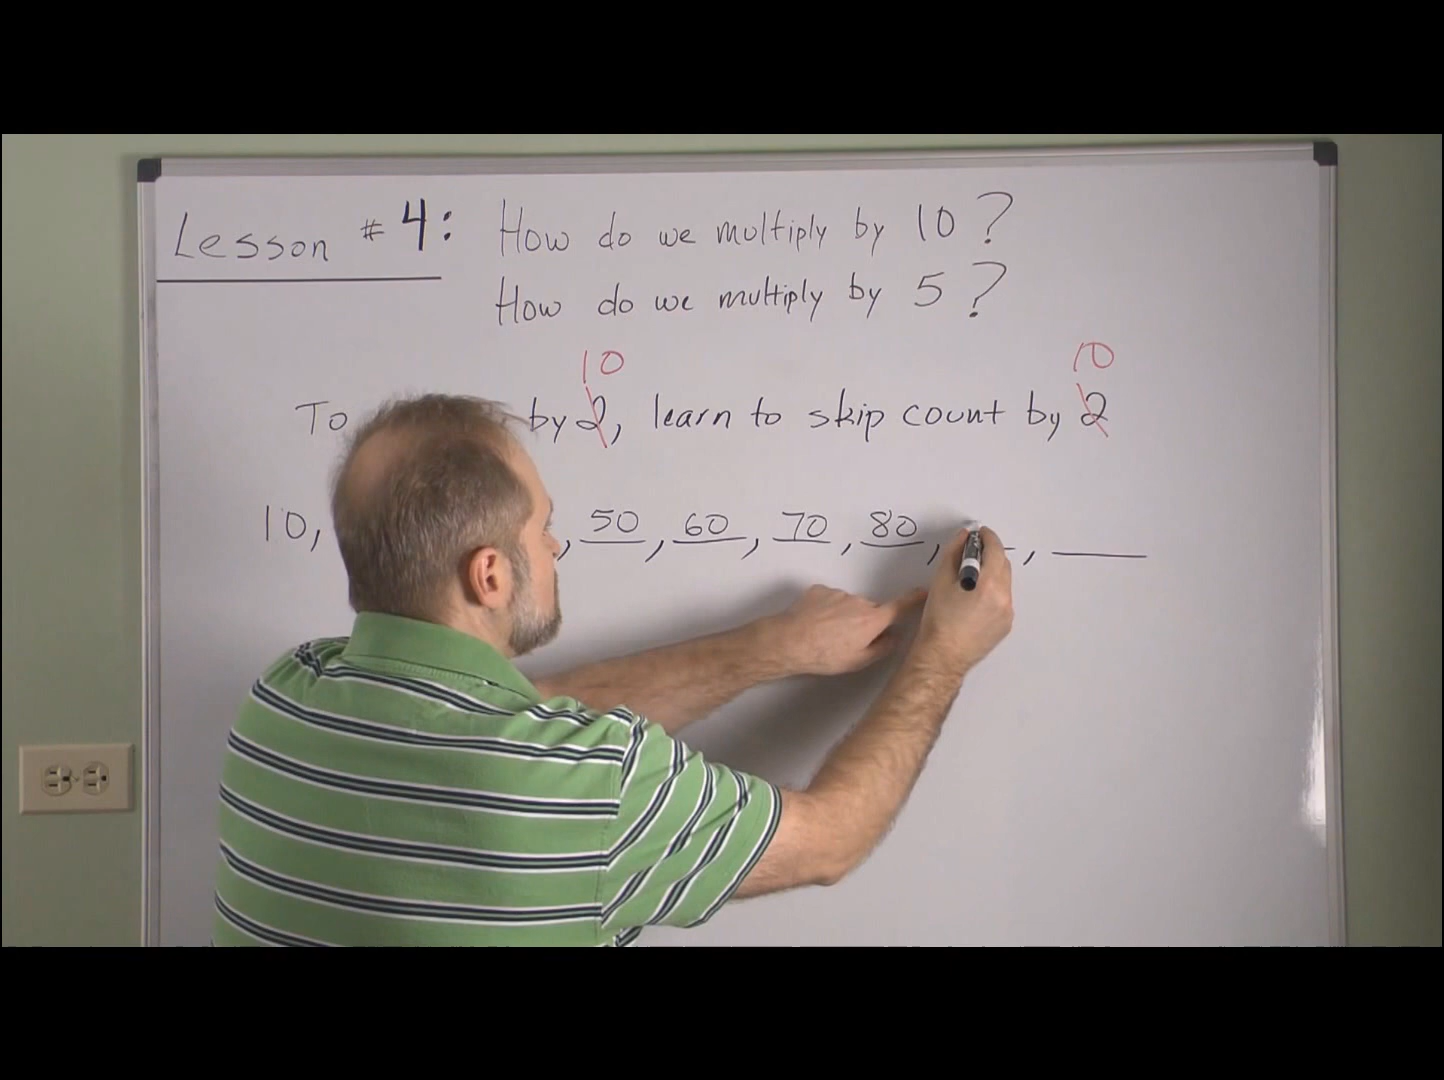 Lesson # 4: How do we multiply by 10?
How do we multiply by 5?
10 10
To by 2, learn to skip count by 2
10, , 50, 60, 70, 80, ,